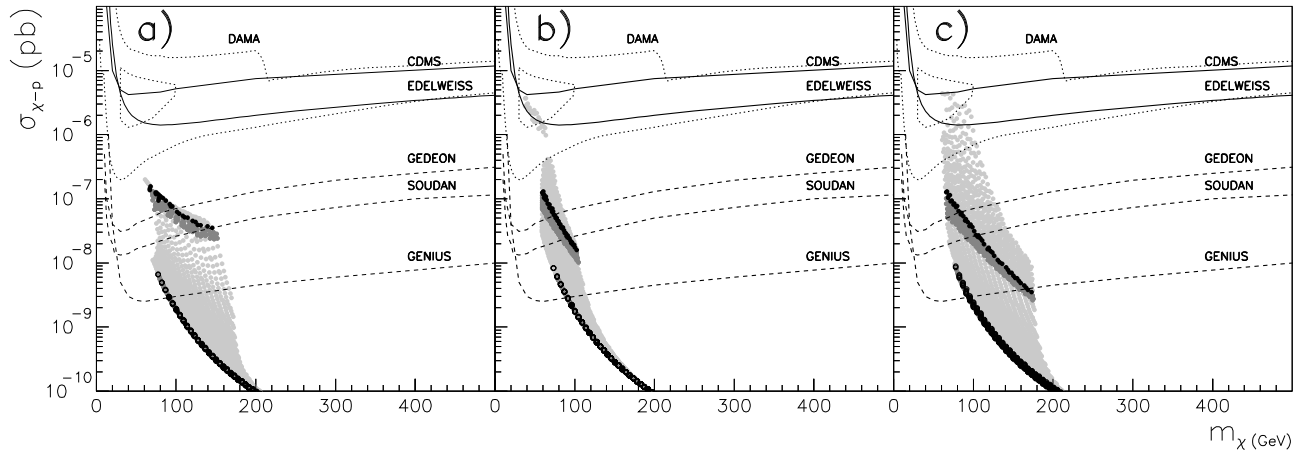 σχ-p (pb)
10^-5
10^-6
10^-7
10^-8
10^-9
10^-10
a)
DAMA
CDMS
EDELWEISS
GEDEON
SOUDAN
GENIUS
b)
DAMA
CDMS
EDELWEISS
GEDEON
SOUDAN
GENIUS
c)
DAMA
CDMS
EDELWEISS
GEDEON
SOUDAN
GENIUS
0 100 200 300 400 0 100 200 300 400 0 100 200 300 400
mχ (GeV)